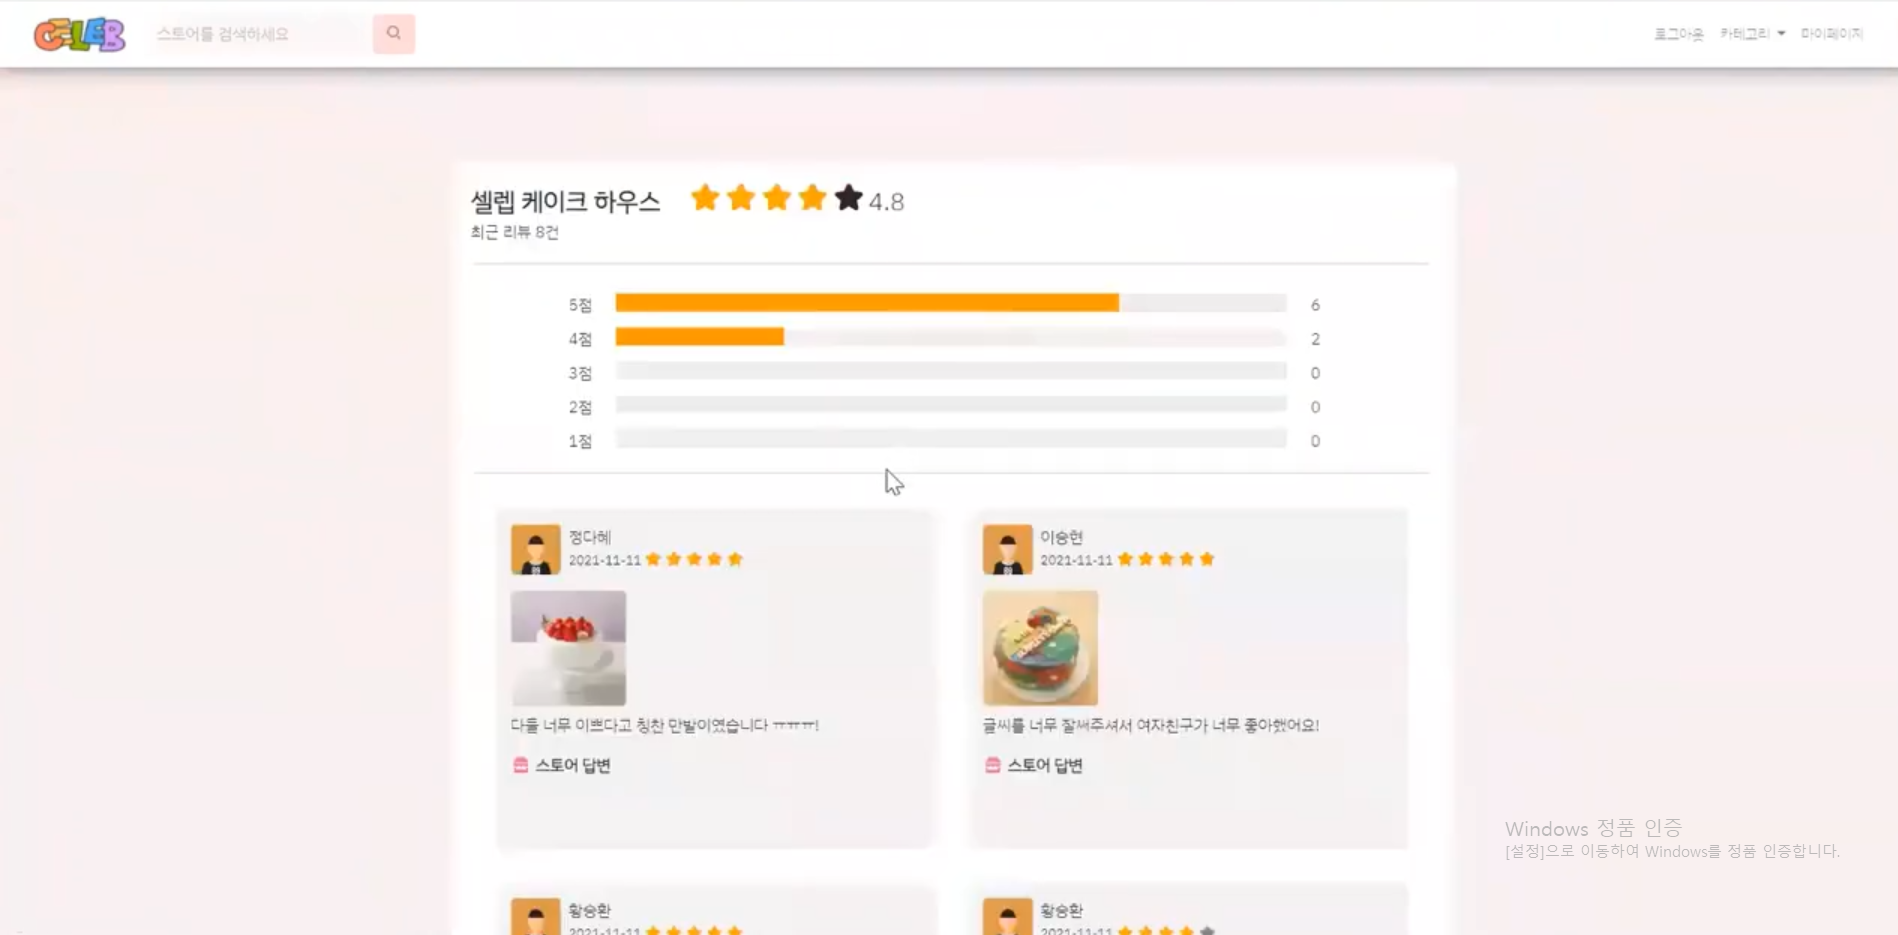 CELEB
스토어를 검색하세요
로그아웃 카테고리 마이페이지
셀렙 케이크 하우스 4.8
최근 리뷰 8건
5점 6
4점 2
3점 0
2점 0
1점 0
정다혜
2021-11-11
다들 너무 이쁘다고 칭찬 만발이였습니다 ㅠㅠㅠ!
스토어 답변
이승현
2021-11-11
글씨를 너무 잘써주셔서 여자친구가 너무 좋아했어요!
스토어 답변
황승환
2021-11-11
황승환
2021-11-11
Windows 정품 인증
[설정]으로 이동하여 Windows를 정품 인증합니다.